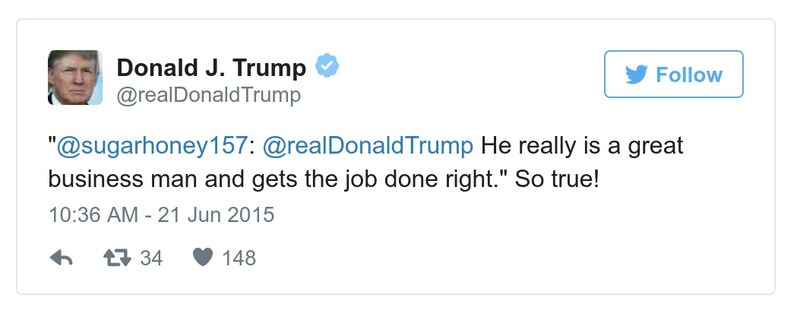 Donald J. Trump
@realDonaldTrump
Follow
"@sugarhoney157: @realDonaldTrump He really is a great
business man and gets the job done right." So true!
10:36 AM - 21 Jun 2015
34 148